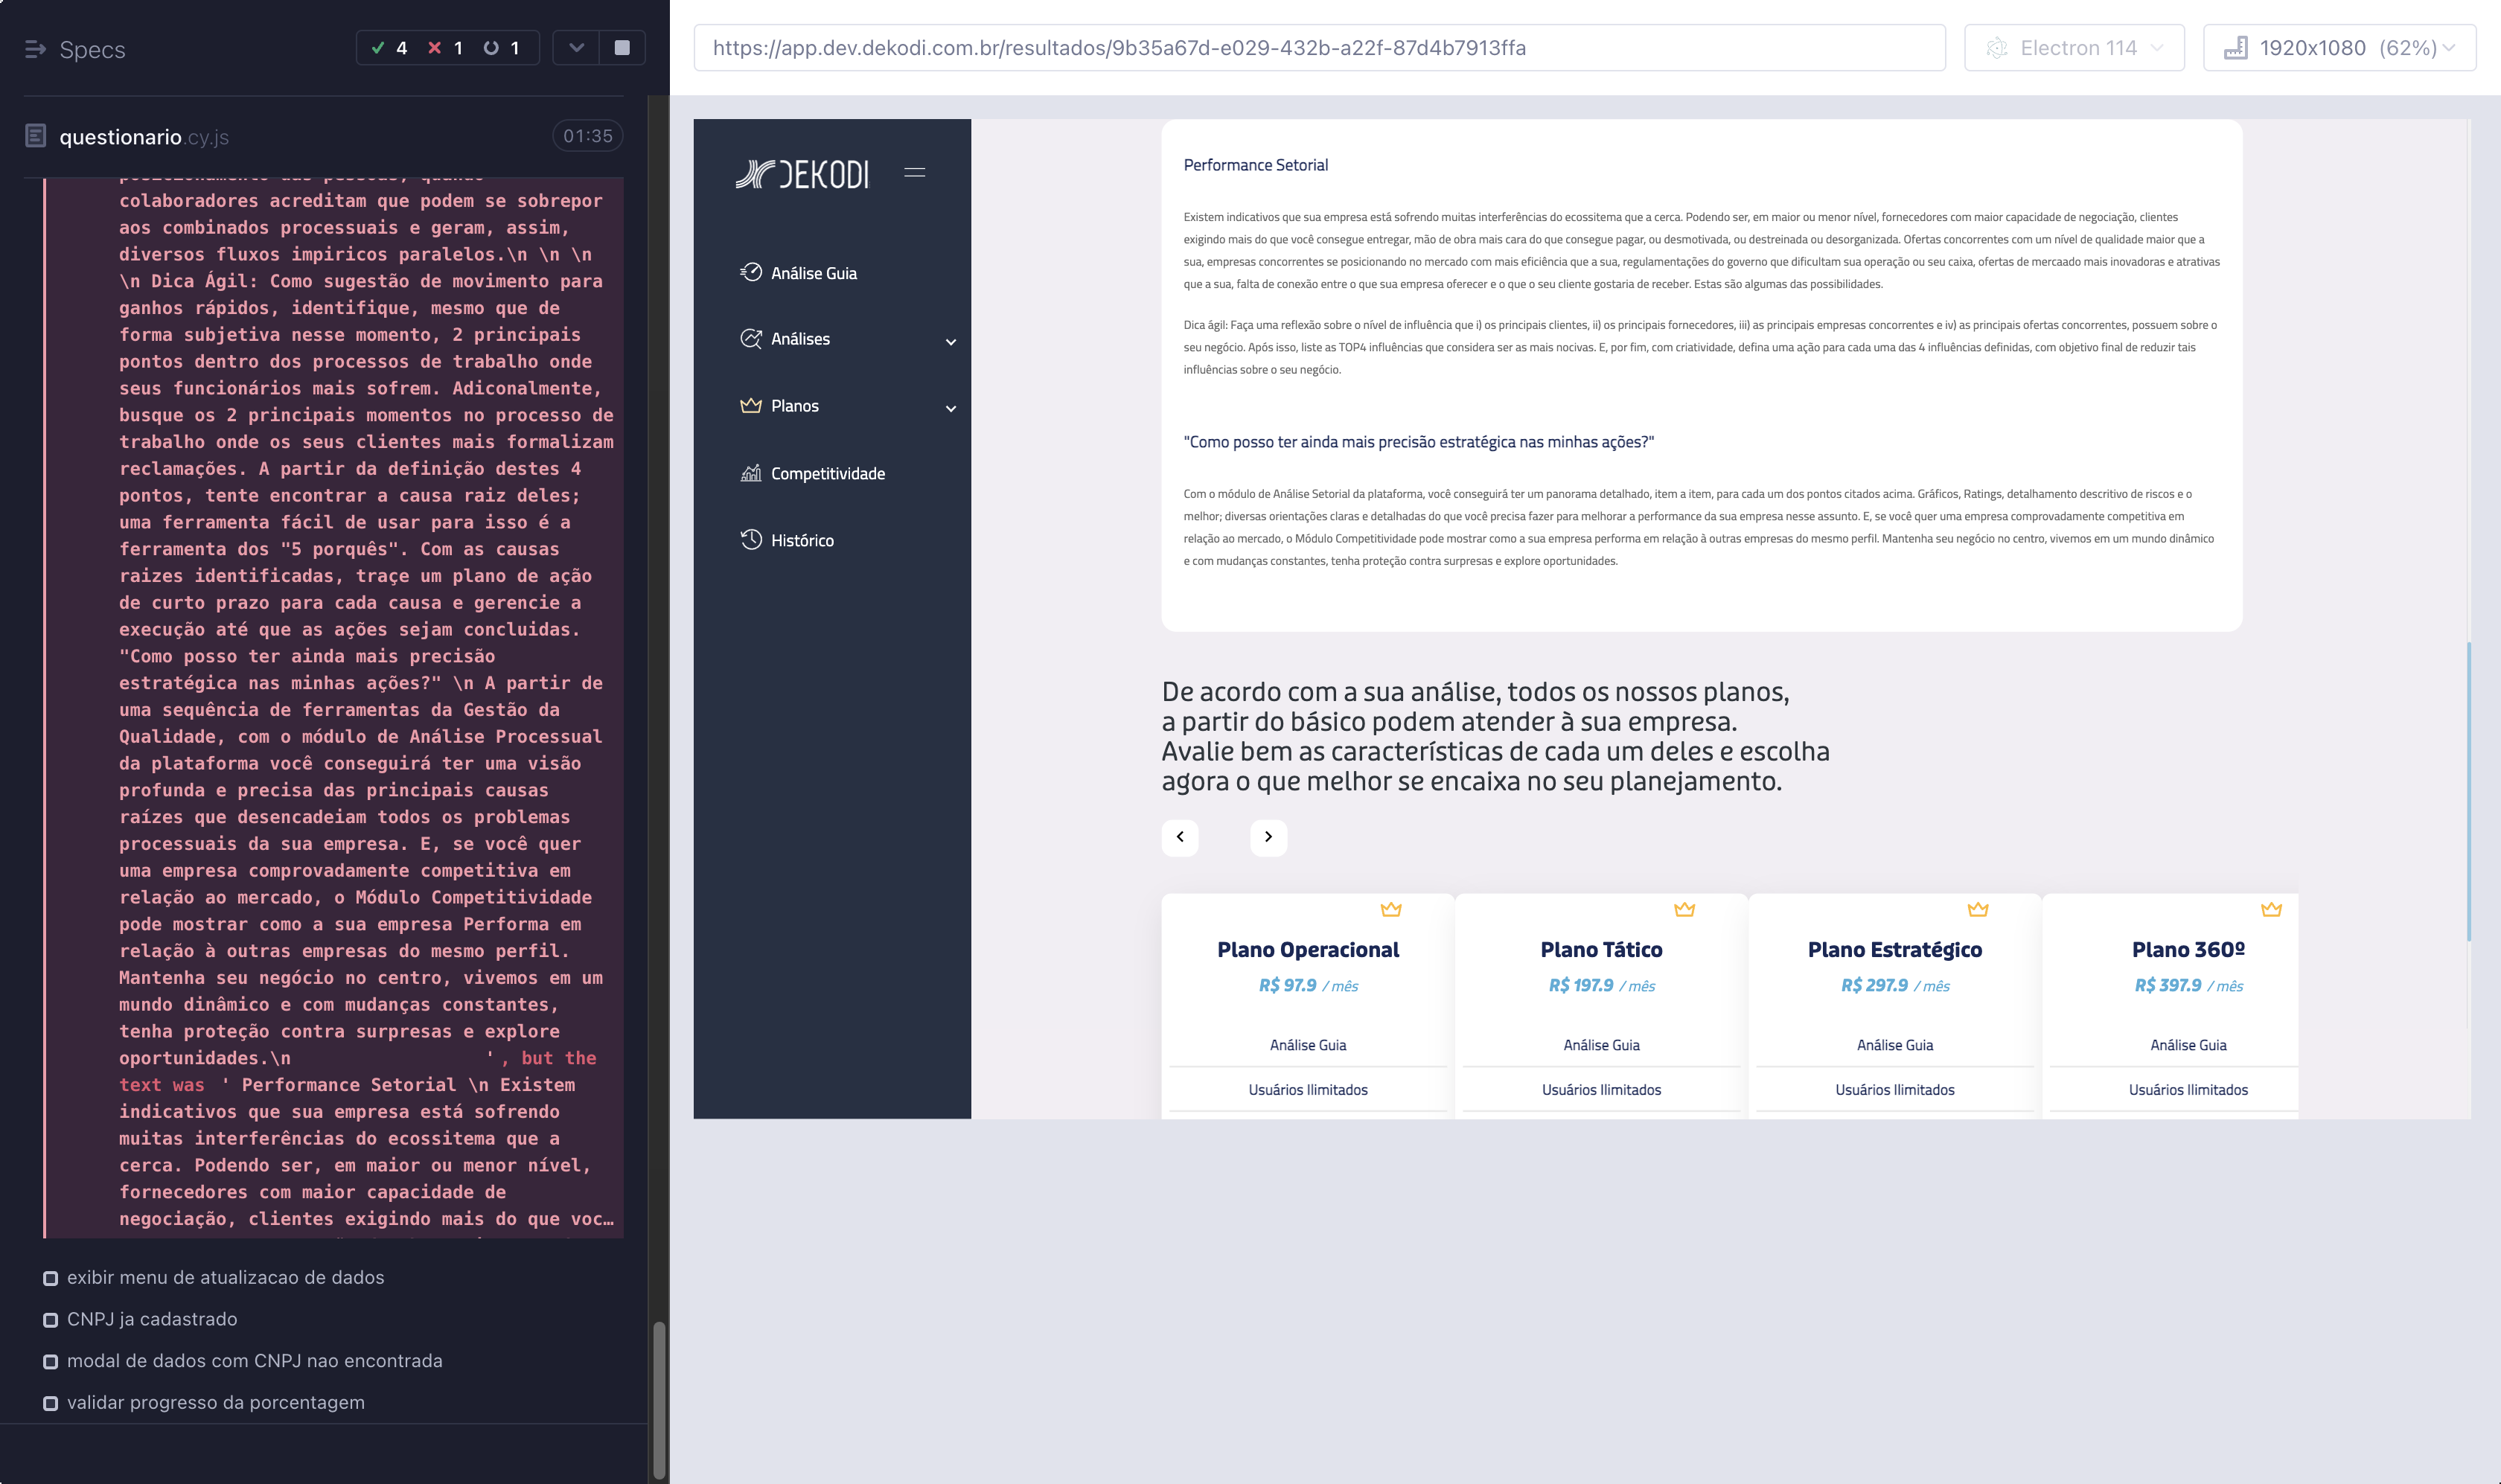 Specs
4 1 1
questionario.cy.js
01:35
colaboradores acreditam que podem se sobrepor
aos combinados processuais e geram, assim,
diversos fluxos impiricos paralelos.\n \n \n
\n Dica Ágil: Como sugestão de movimento para
ganhos rápidos, identifique, mesmo que de
forma subjetiva nesse momento, 2 principais
pontos dentro dos processos de trabalho onde
seus funcionários mais sofrem. Adiconalmente,
busque os 2 principais momentos no processo de
trabalho onde os seus clientes mais formalizam
reclamações. A partir da definição destes 4
pontos, tente encontrar a causa raiz deles;
uma ferramenta fácil de usar para isso é a
ferramenta dos "5 porquês". Com as causas
raizes identificadas, traçe um plano de ação
de curto prazo para cada causa e gerencie a
execução até que as ações sejam concluidas.
"Como posso ter ainda mais precisão
estratégica nas minhas ações?" \n A partir de
uma sequência de ferramentas da Gestão da
Qualidade, com o módulo de Análise Processual
da plataforma você conseguirá ter uma visão
profunda e precisa das principais causas
raízes que desencadeiam todos os problemas
processuais da sua empresa. E, se você quer
uma empresa comprovadamente competitiva em
relação ao mercado, o Módulo Competitividade
pode mostrar como a sua empresa Performa em
relação à outras empresas do mesmo perfil.
Mantenha seu negócio no centro, vivemos em um
mundo dinâmico e com mudanças constantes,
tenha proteção contra surpresas e explore
oportunidades.\n ', but the
text was ' Performance Setorial \n Existem
indicativos que sua empresa está sofrendo
muitas interferências do ecossitema que a
cerca. Podendo ser, em maior ou menor nível,
fornecedores com maior capacidade de
negociação, clientes exigindo mais do que voc…
exibir menu de atualizacao de dados
CNPJ ja cadastrado
modal de dados com CNPJ nao encontrada
validar progresso da porcentagem
https://app.dev.dekodi.com.br/resultados/9b35a67d-e029-432b-a22f-87d4b7913ffa
Electron 114
1920x1080 (62%)
DEKODI
Análise Guia
Análises
Planos
Competitividade
Histórico
Performance Setorial
Existem indicativos que sua empresa está sofrendo muitas interferências do ecossitema que a cerca. Podendo ser, em maior ou menor nível, fornecedores com maior capacidade de negociação, clientes
exigindo mais do que você consegue entregar, mão de obra mais cara do que consegue pagar, ou desmotivada, ou destreinada ou desorganizada. Ofertas concorrentes com um nível de qualidade maior que a
sua, empresas concorrentes se posicionando no mercado com mais eficiência que a sua, regulamentações do governo que dificultam sua operação ou seu caixa, ofertas de mercaado mais inovadoras e atrativas
que a sua, falta de conexão entre o que sua empresa oferecer e o que o seu cliente gostaria de receber. Estas são algumas das possibilidades.
Dica ágil: Faça uma reflexão sobre o nível de influência que i) os principais clientes, ii) os principais fornecedores, iii) as principais empresas concorrentes e iv) as principais ofertas concorrentes, possuem sobre o
seu negócio. Após isso, liste as TOP4 influências que considera ser as mais nocivas. E, por fim, com criatividade, defina uma ação para cada uma das 4 influências definidas, com objetivo final de reduzir tais
influências sobre o seu negócio.
"Como posso ter ainda mais precisão estratégica nas minhas ações?"
Com o módulo de Análise Setorial da plataforma, você conseguirá ter um panorama detalhado, item a item, para cada um dos pontos citados acima. Gráficos, Ratings, detalhamento descritivo de riscos e o
melhor; diversas orientações claras e detalhadas do que você precisa fazer para melhorar a performance da sua empresa nesse assunto. E, se você quer uma empresa comprovadamente competitiva em
relação ao mercado, o Módulo Competitividade pode mostrar como a sua empresa performa em relação à outras empresas do mesmo perfil. Mantenha seu negócio no centro, vivemos em um mundo dinâmico
e com mudanças constantes, tenha proteção contra surpresas e explore oportunidades.
De acordo com a sua análise, todos os nossos planos,
a partir do básico podem atender à sua empresa.
Avalie bem as características de cada um deles e escolha
agora o que melhor se encaixa no seu planejamento.
Plano Operacional
R$ 97.9 / mês
Análise Guia
Usuários Ilimitados
Plano Tático
R$ 197.9 / mês
Análise Guia
Usuários Ilimitados
Plano Estratégico
R$ 297.9 / mês
Análise Guia
Usuários Ilimitados
Plano 360º
R$ 397.9 / mês
Análise Guia
Usuários Ilimitados